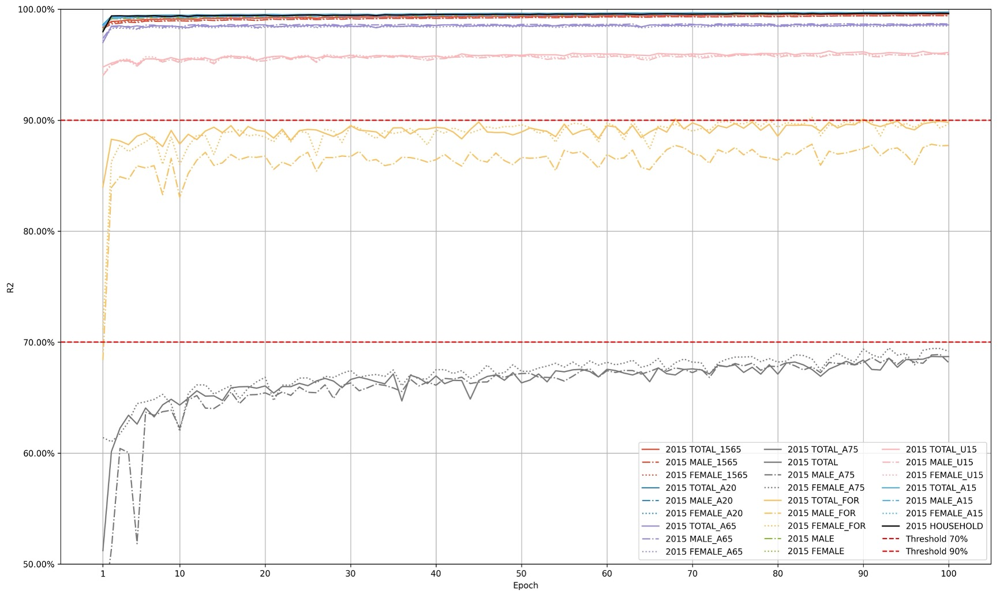 100.00%
90.00%
80.00%
70.00%
60.00%
50.00%
R2
1 10 20 30 40 50 60 70 80 90 100
Epoch
2015 TOTAL_1565
2015 MALE_1565
2015 FEMALE_1565
2015 TOTAL_A20
2015 MALE_A20
2015 FEMALE_A20
2015 TOTAL_A65
2015 MALE_A65
2015 FEMALE_A65
2015 TOTAL_A75
2015 TOTAL
2015 MALE_A75
2015 FEMALE_A75
2015 TOTAL_FOR
2015 MALE_FOR
2015 FEMALE_FOR
2015 MALE
2015 FEMALE
2015 TOTAL_U15
2015 MALE_U15
2015 FEMALE_U15
2015 TOTAL_A15
2015 MALE_A15
2015 FEMALE_A15
2015 HOUSEHOLD
Threshold 70%
Threshold 90%